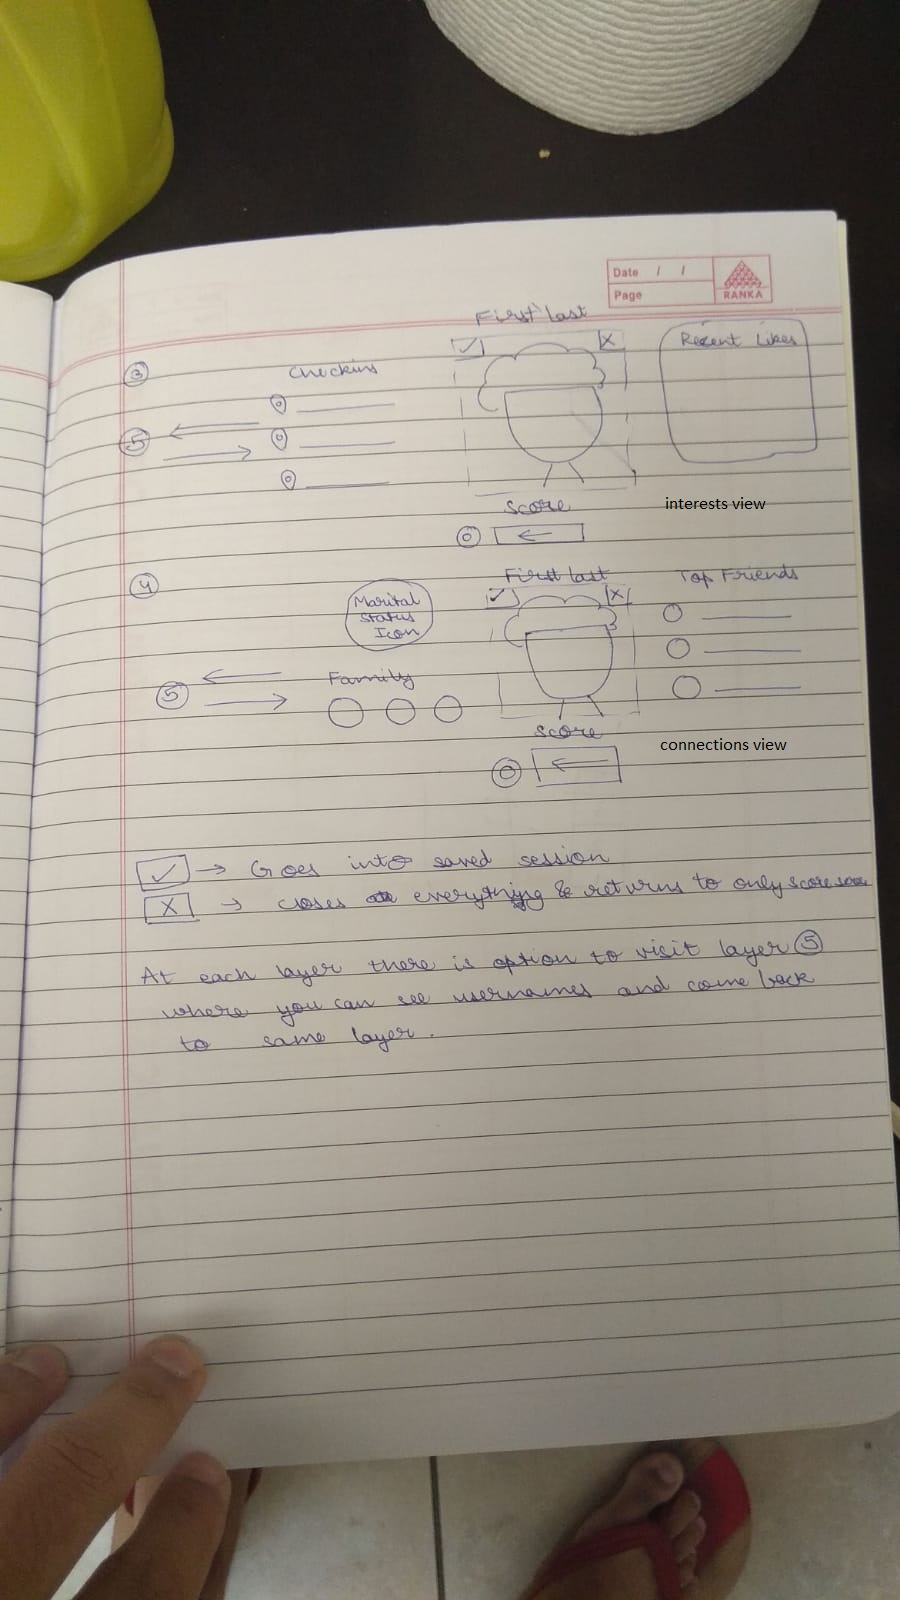 Date / /
Page
RANKA
First last
✓
X
Recent Likes
③
Checkins
⑤
Score
interests view
④
First last
✓
X
Top Friends
Marital
Status
Icon
Family
⑤
Score
connections view
✓ → Goes into saved session
X → closes everything & returns to only score
At each layer there is option to visit layer ⑤
where you can see usernames and come back
to same layer.